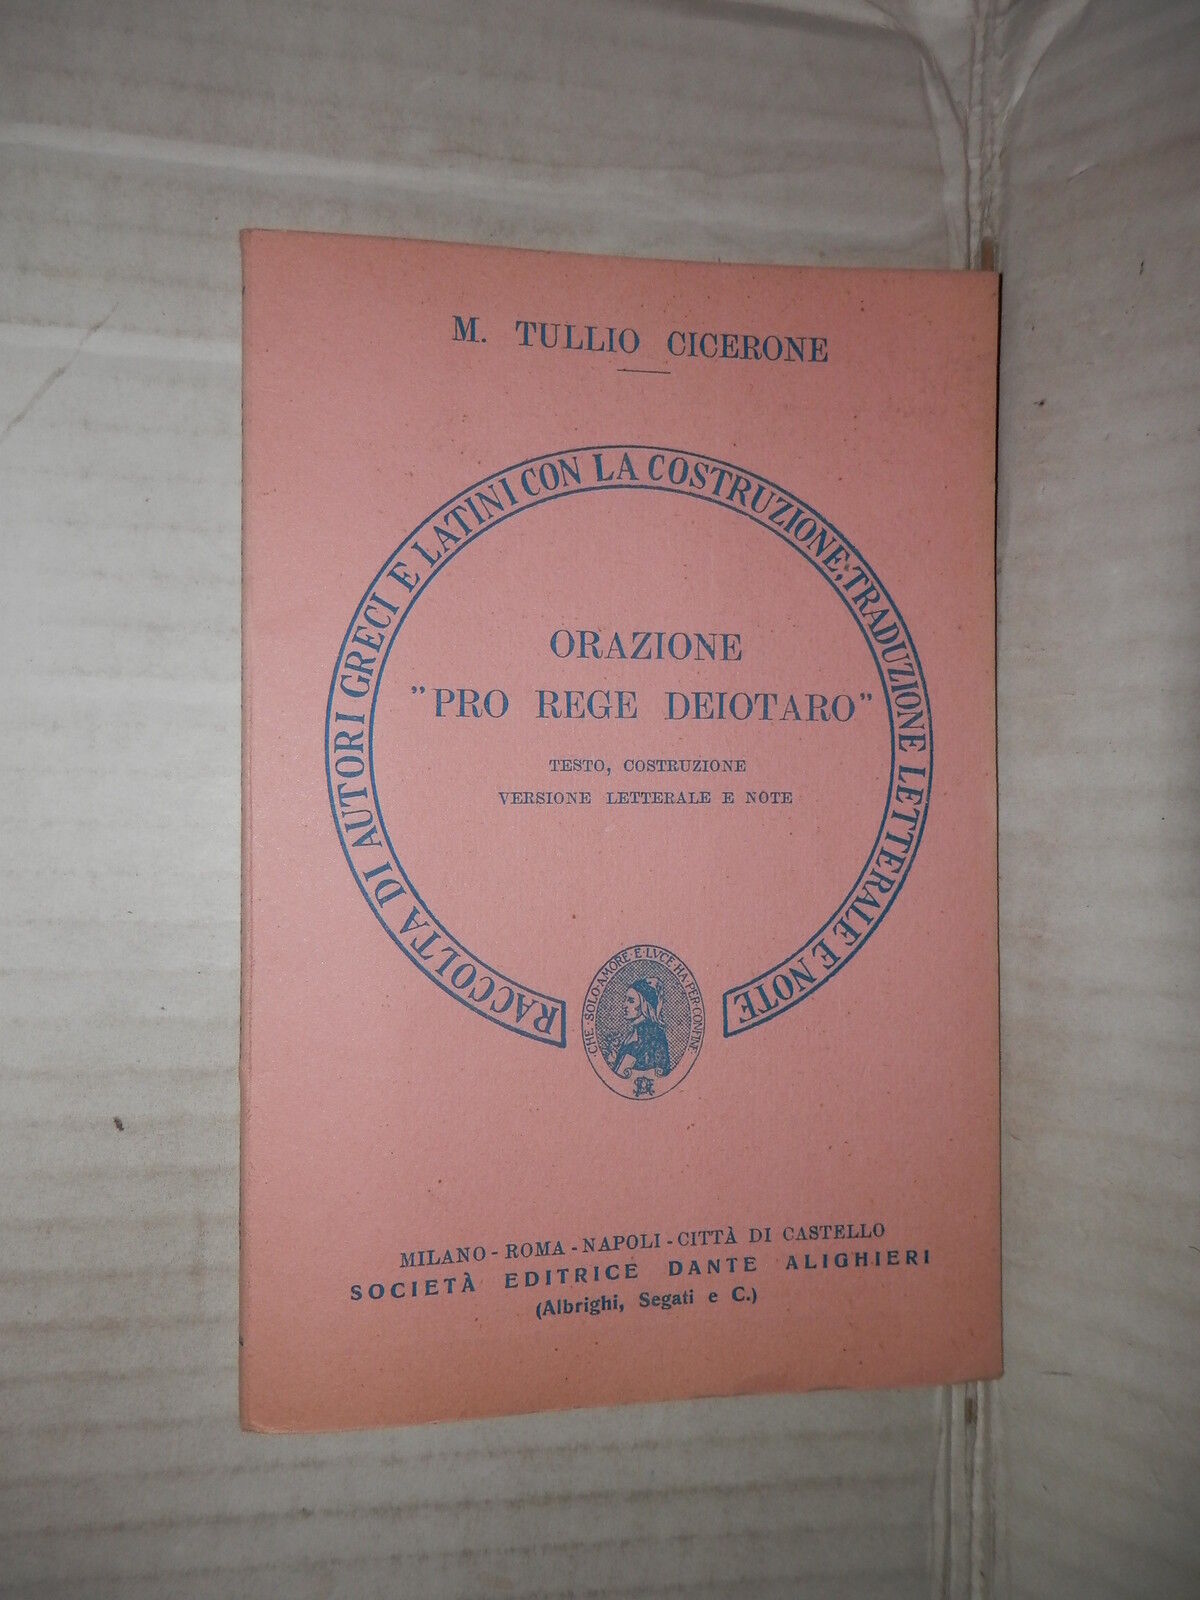 M. TULLIO CICERONE
RACCOLTA DI AUTORI GRECI E LATINI CON LA COSTRUZIONE, TRADUZIONE LETTERALE E NOTE
ORAZIONE
"PRO REGE DEIOTARO"
TESTO, COSTRUZIONE
VERSIONE LETTERALE E NOTE
·CHE·SOLO·AMORE·E·LVCE·HA·PER·CONFINE·
MILANO - ROMA - NAPOLI - CITTÀ DI CASTELLO
SOCIETÀ EDITRICE DANTE ALIGHIERI
(Albrighi, Segati e C.)